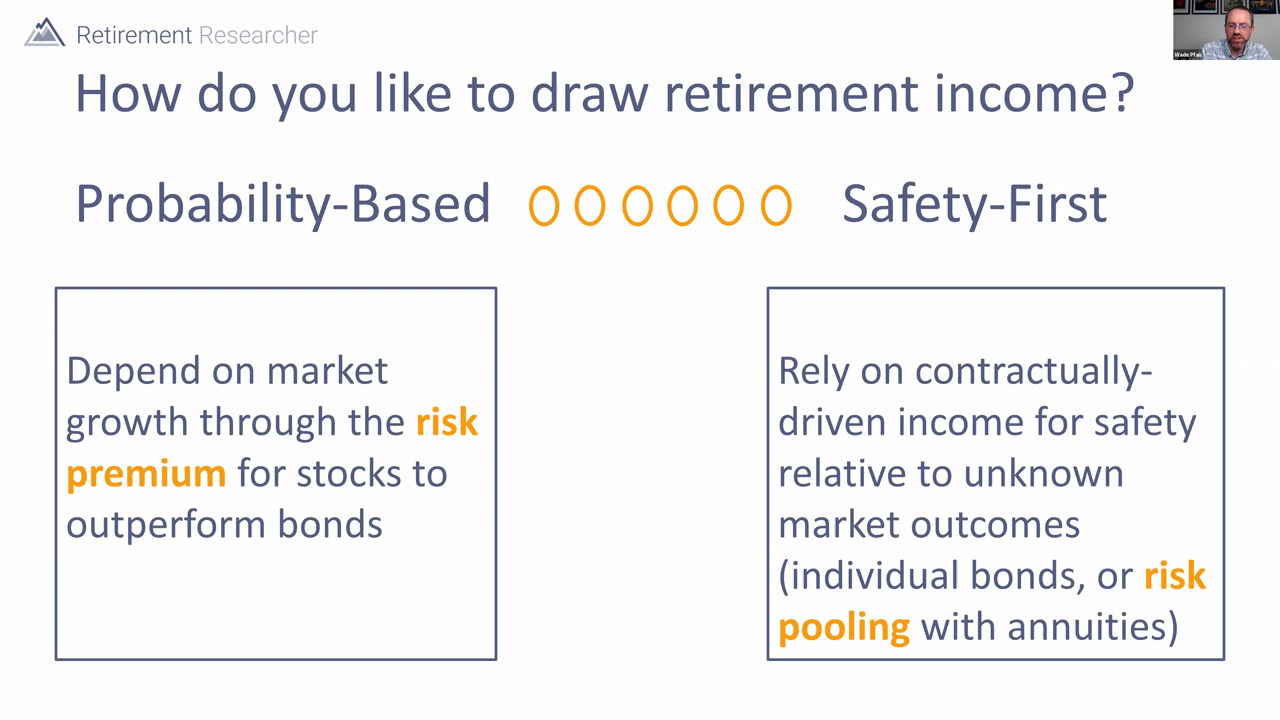 Retirement Researcher
Wade Pfau
How do you like to draw retirement income?
Probability-Based O O O O O O Safety-First
Depend on market
growth through the risk
premium for stocks to
outperform bonds
Rely on contractually-
driven income for safety
relative to unknown
market outcomes
(individual bonds, or risk
pooling with annuities)